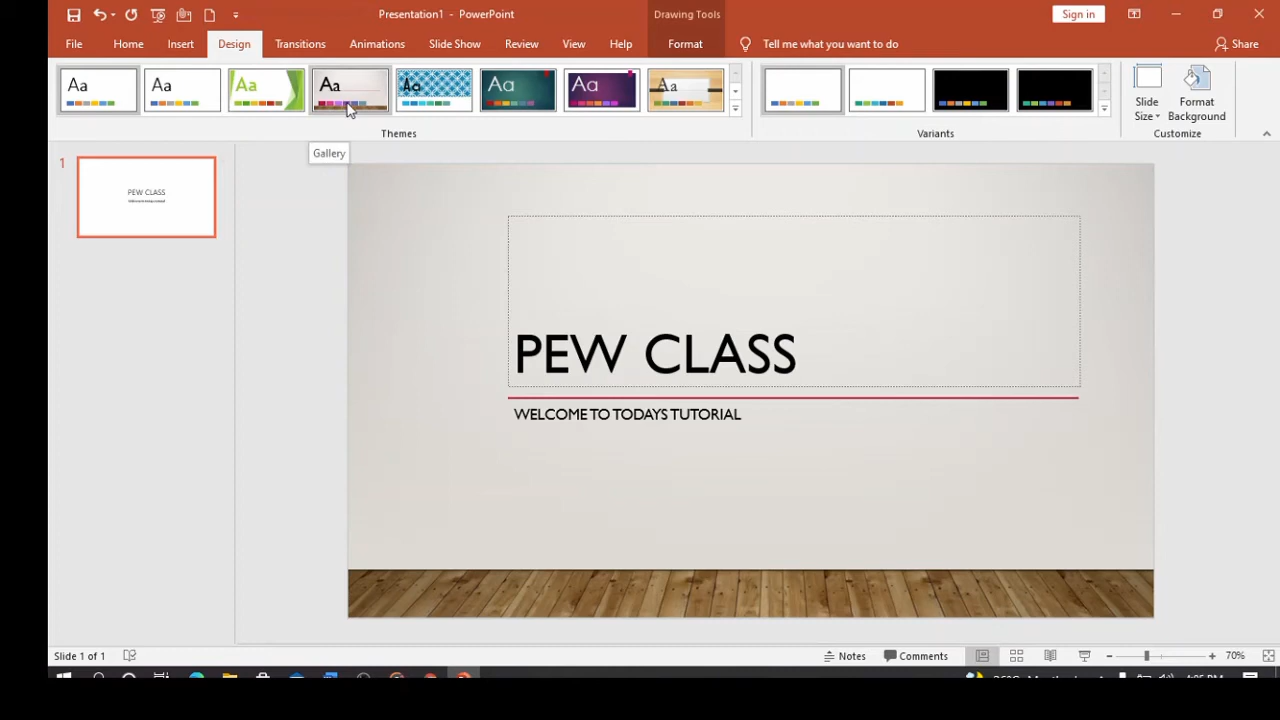 Presentation1 - PowerPoint
Drawing Tools
Sign in
File Home Insert Design Transitions Animations Slide Show Review View Help Format Tell me what you want to do Share
Aa Aa Aa Aa Aa Aa Aa Aa
Slide Size
Format Background
Themes Variants Customize
Gallery
1
PEW CLASS
PEW CLASS
WELCOME TO TODAYS TUTORIAL
Slide 1 of 1 Notes Comments 70%